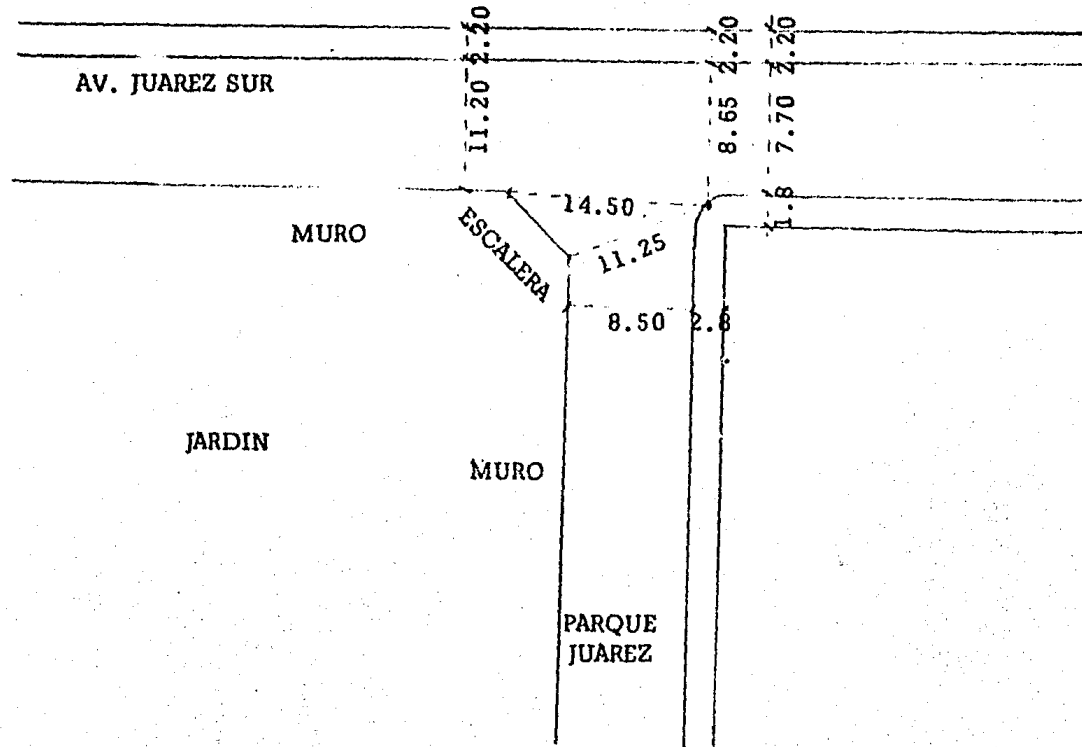 2.20
2.20
2.20
AV. JUAREZ SUR
11.20
8.65
7.70
14.50
1.8
MURO
ESCALERA
11.25
8.50
2.8
JARDIN
MURO
PARQUE
JUAREZ